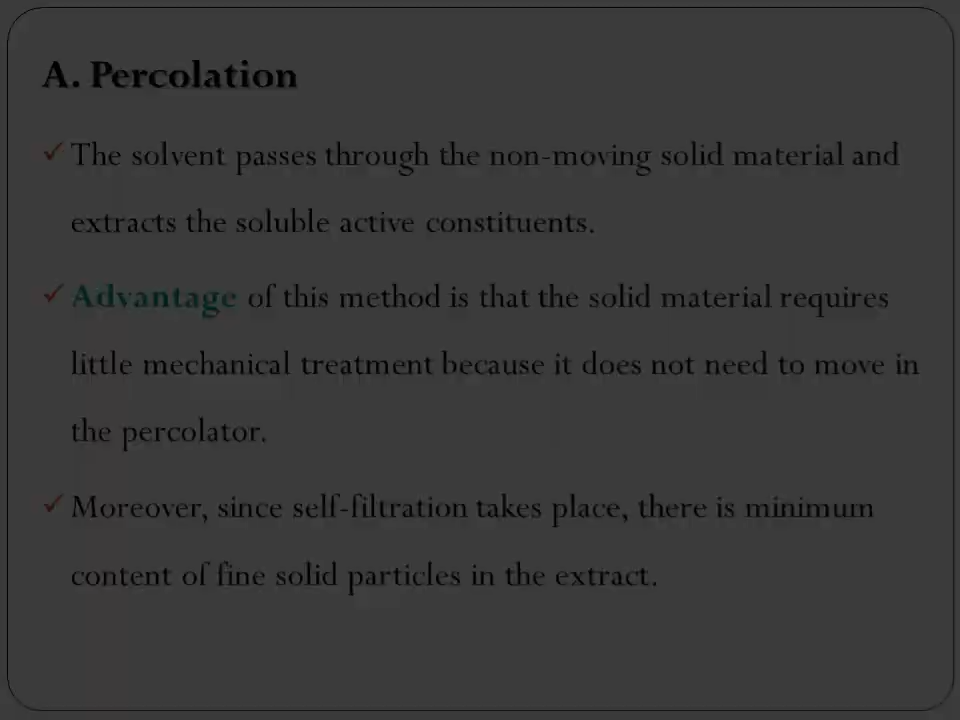 A. Percolation
✓ The solvent passes through the non-moving solid material and
extracts the soluble active constituents.
✓ Advantage of this method is that the solid material requires
little mechanical treatment because it does not need to move in
the percolator.
✓ Moreover, since self-filtration takes place, there is minimum
content of fine solid particles in the extract.